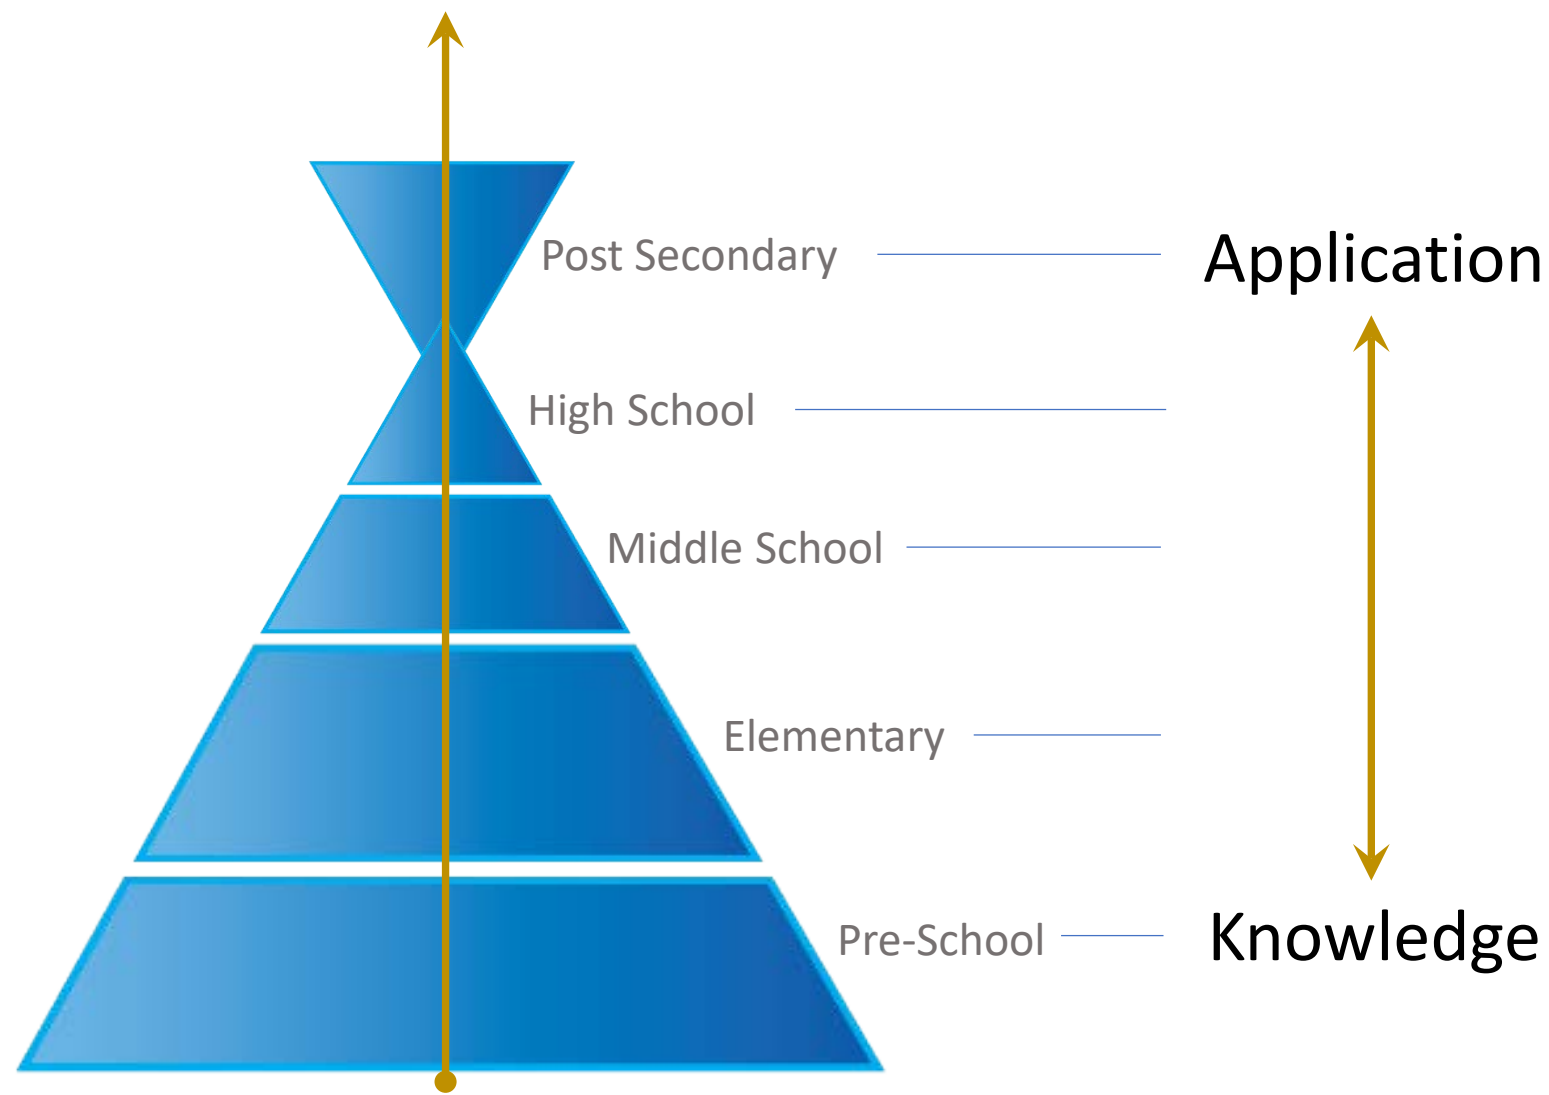 Post Secondary
Application
High School
Middle School
Elementary
Pre-School
Knowledge